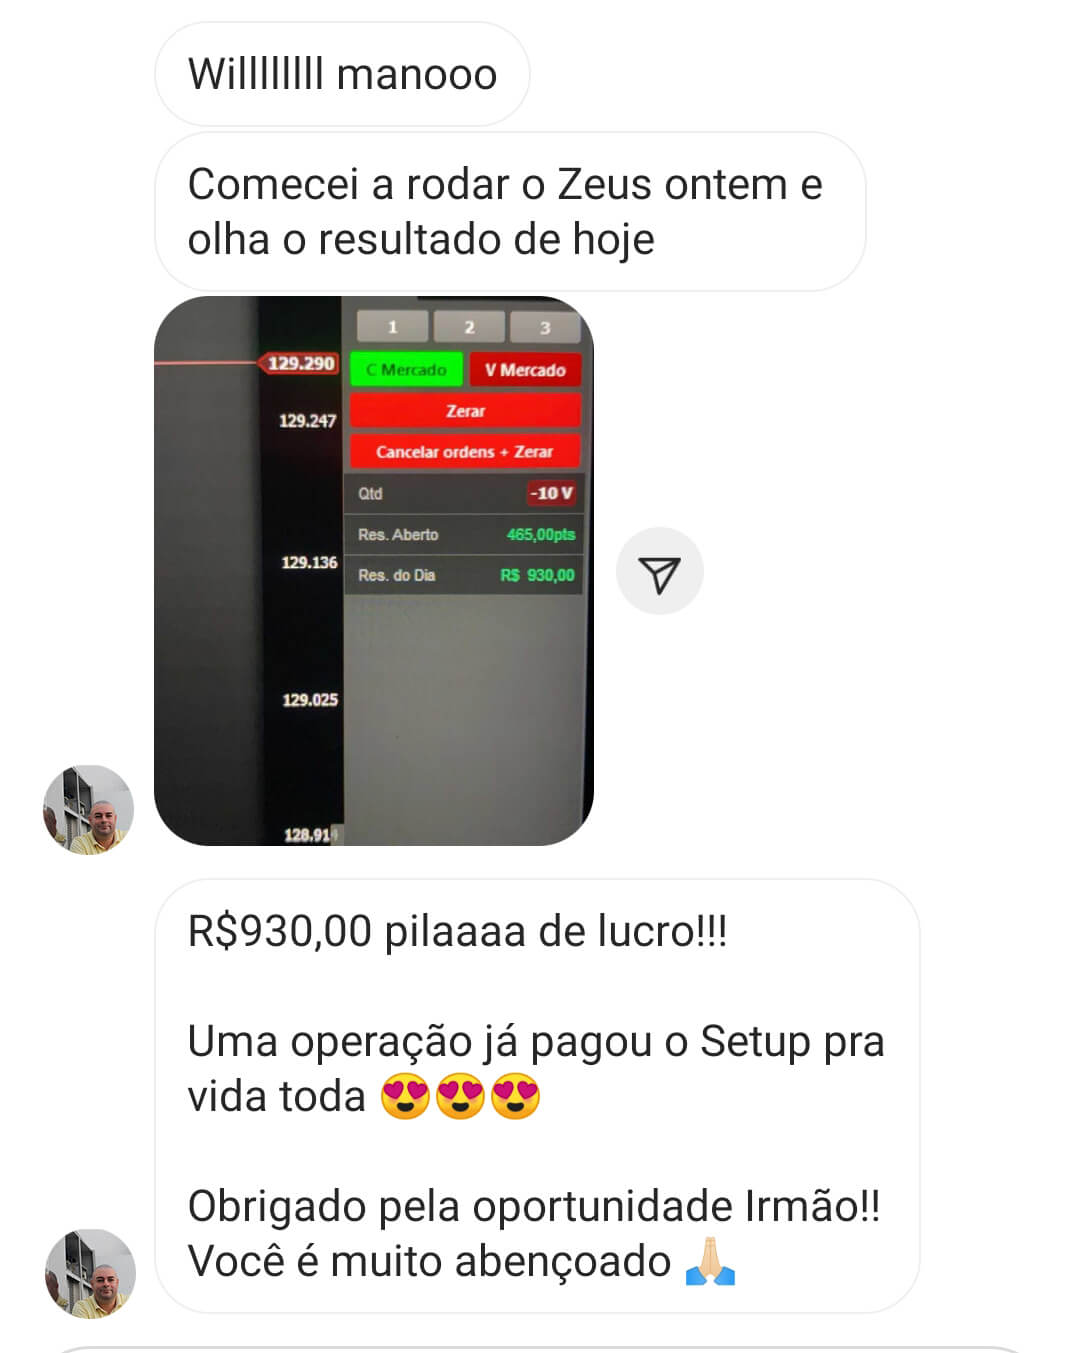 Willlllllll manooo
Comecei a rodar o Zeus ontem e
olha o resultado de hoje
1 2 3
129.290
C Mercado V Mercado
129.247
Zerar
Cancelar ordens + Zerar
Qtd -10 V
Res. Aberto 465,00pts
129.136
Res. do Dia R$ 930,00
129.025
128.914
R$930,00 pilaaaa de lucro!!!
Uma operação já pagou o Setup pra
vida toda 😍😍😍
Obrigado pela oportunidade Irmão!!
Você é muito abençoado 🙏🏻